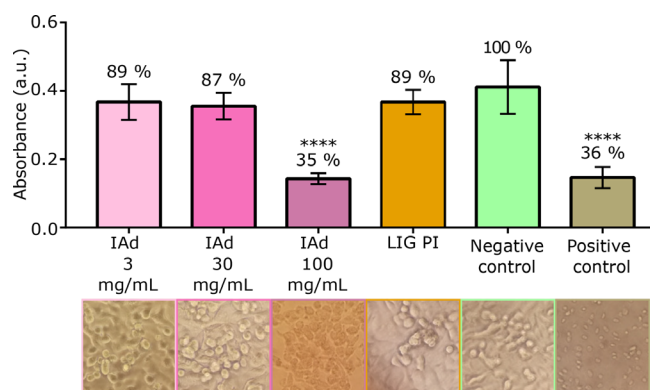 0.6
0.4
0.2
0.0
Absorbance (a.u.)
89 %
87 %
****
35 %
89 %
100 %
****
36 %
IAd
3
mg/mL
IAd
30
mg/mL
IAd
100
mg/mL
LIG PI
Negative
control
Positive
control